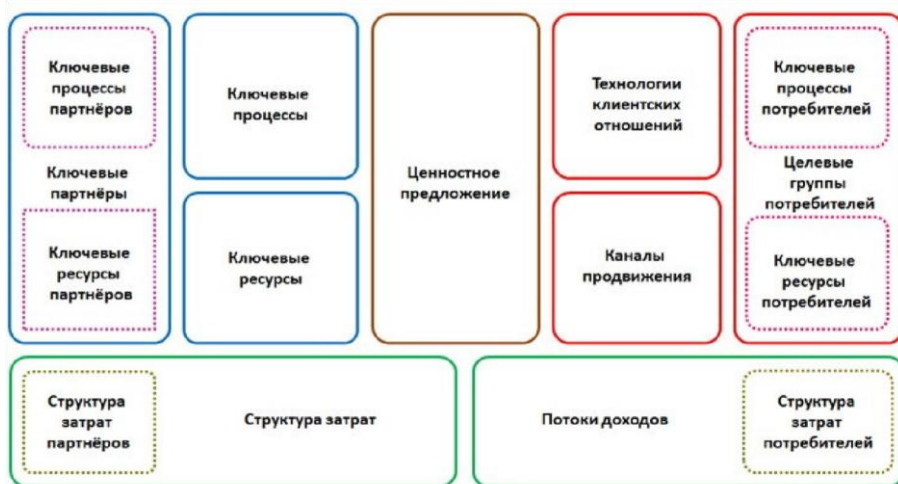 Ключевые
процессы
партнёров
Ключевые
партнёры
Ключевые
ресурсы
партнёров
Ключевые
процессы
Ключевые
ресурсы
Ценностное
предложение
Технологии
клиентских
отношений
Каналы
продвижения
Ключевые
процессы
потребителей
Целевые
группы
потребителей
Ключевые
ресурсы
потребителей
Структура
затрат
партнёров
Структура затрат
Потоки доходов
Структура
затрат
потребителей